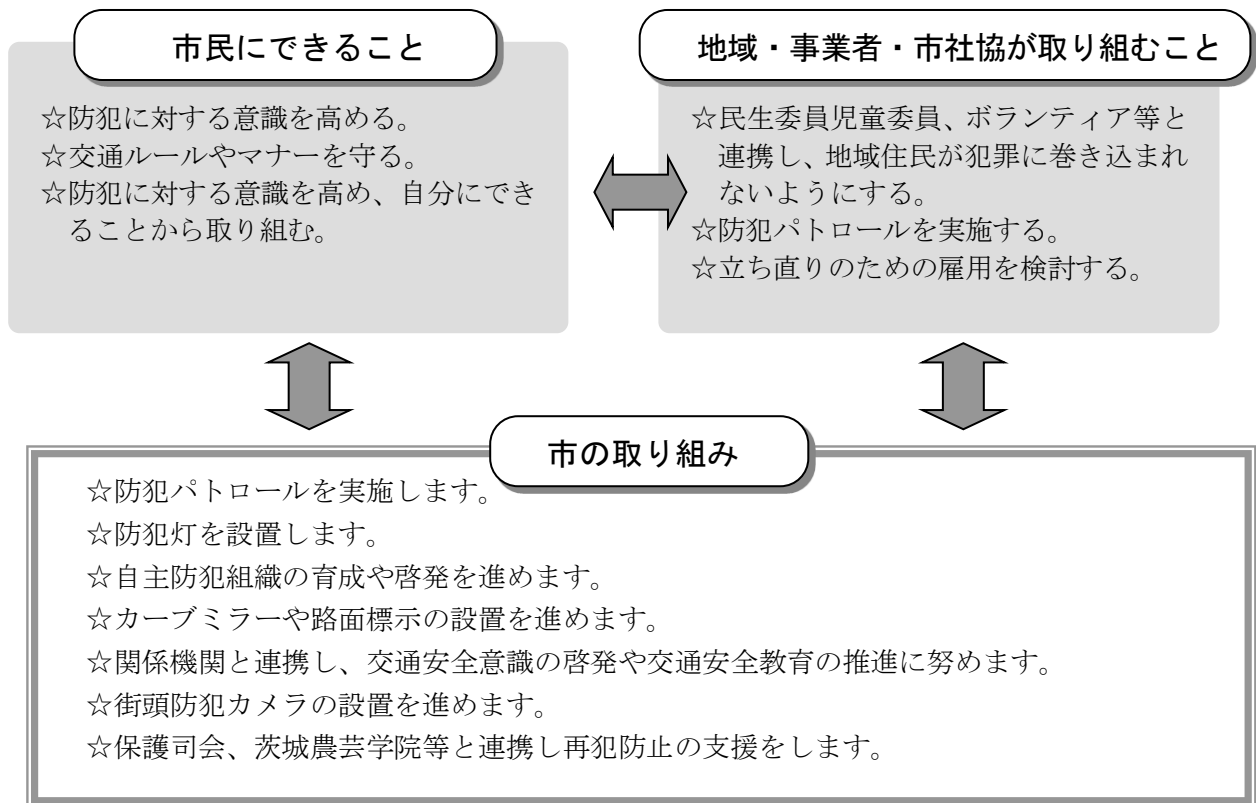 市民にできること
☆防犯に対する意識を高める。
☆交通ルールやマナーを守る。
☆防犯に対する意識を高め、自分にでき
ることから取り組む。
地域・事業者・市社協が取り組むこと
☆民生委員児童委員、ボランティア等と
連携し、地域住民が犯罪に巻き込まれ
ないようにする。
☆防犯パトロールを実施する。
☆立ち直りのための雇用を検討する。
市の取り組み
☆防犯パトロールを実施します。
☆防犯灯を設置します。
☆自主防犯組織の育成や啓発を進めます。
☆カーブミラーや路面標示の設置を進めます。
☆関係機関と連携し、交通安全意識の啓発や交通安全教育の推進に努めます。
☆街頭防犯カメラの設置を進めます。
☆保護司会、茨城農芸学院等と連携し再犯防止の支援をします。